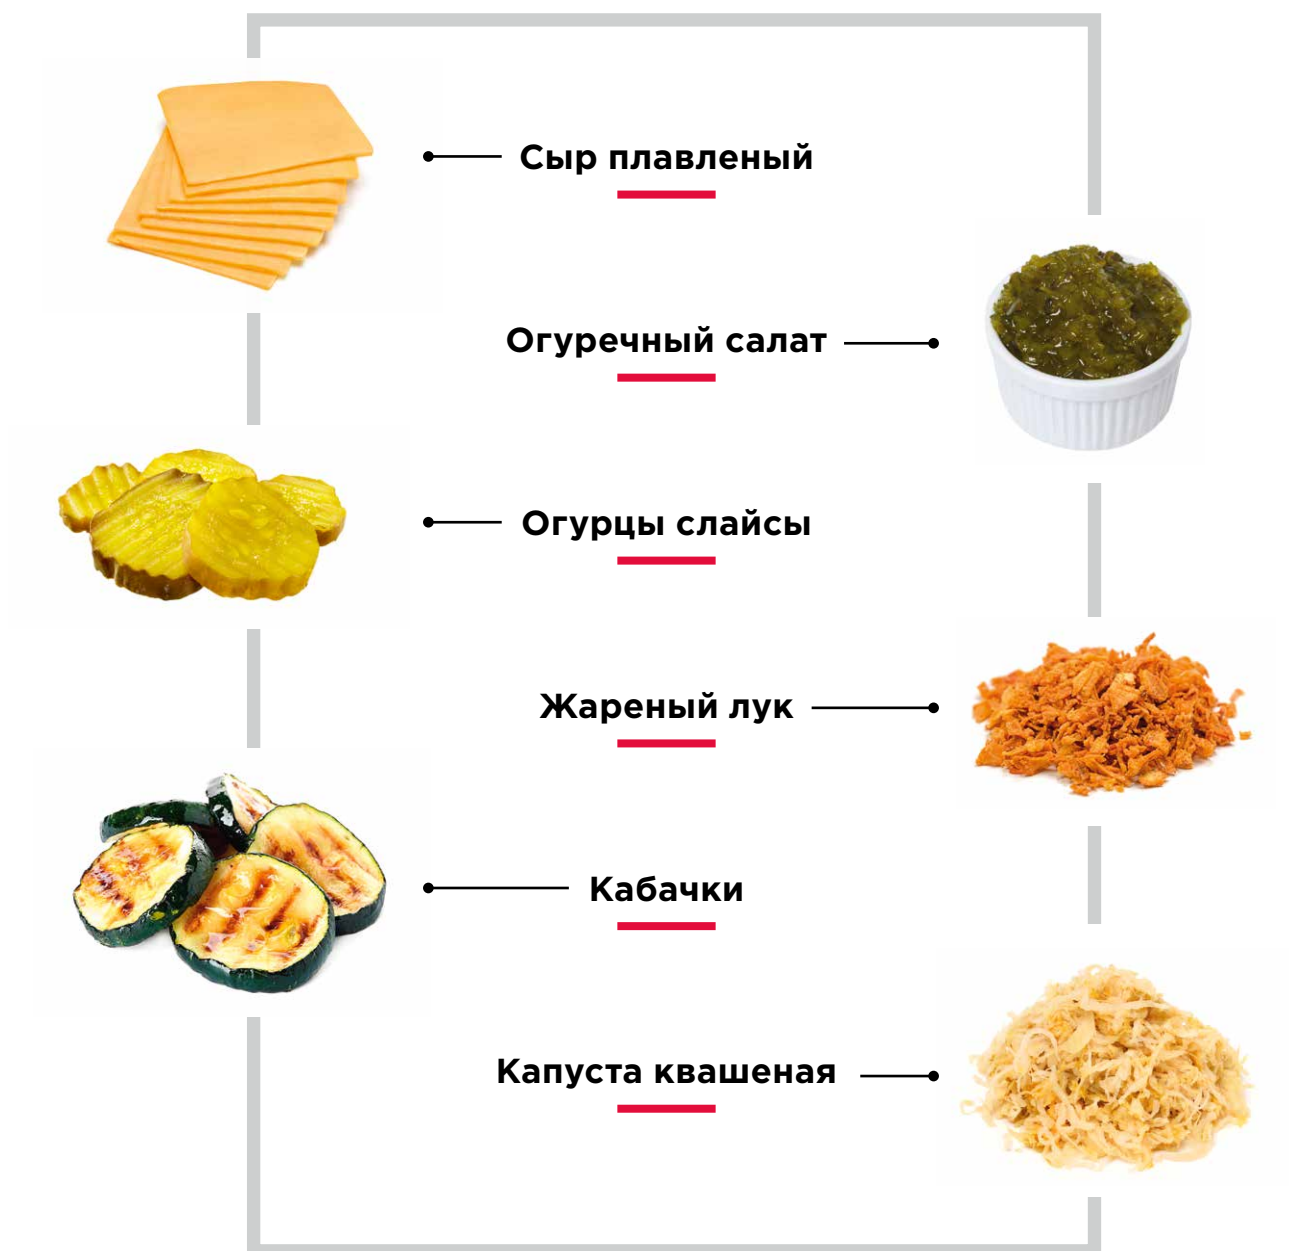 Сыр плавленый
Огуречный салат
Огурцы слайсы
Жареный лук
Кабачки
Капуста квашеная